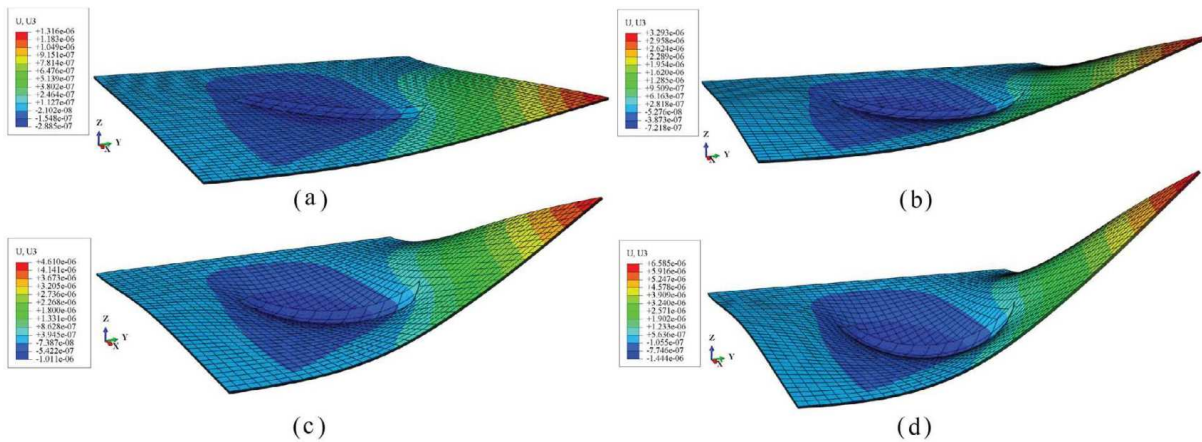 U, U3
+1.316e-06
+1.183e-06
+1.049e-06
+9.151e-07
+7.814e-07
+6.476e-07
+5.139e-07
+3.802e-07
+2.464e-07
+1.127e-07
-2.102e-08
-1.548e-07
-2.885e-07
Z
Y
X
(a)
U, U3
+3.293e-06
+2.958e-06
+2.624e-06
+2.289e-06
+1.954e-06
+1.620e-06
+1.285e-06
+9.509e-07
+6.163e-07
+2.818e-07
-5.276e-08
-3.873e-07
-7.218e-07
Z
Y
X
(b)
U, U3
+4.610e-06
+4.141e-06
+3.673e-06
+3.205e-06
+2.736e-06
+2.268e-06
+1.800e-06
+1.331e-06
+8.628e-07
+3.945e-07
-7.387e-08
-5.422e-07
-1.011e-06
Z
Y
X
(c)
U, U3
+6.585e-06
+5.916e-06
+5.247e-06
+4.578e-06
+3.909e-06
+3.240e-06
+2.571e-06
+1.902e-06
+1.233e-06
+5.636e-07
-1.055e-07
-7.746e-07
-1.444e-06
Z
Y
X
(d)